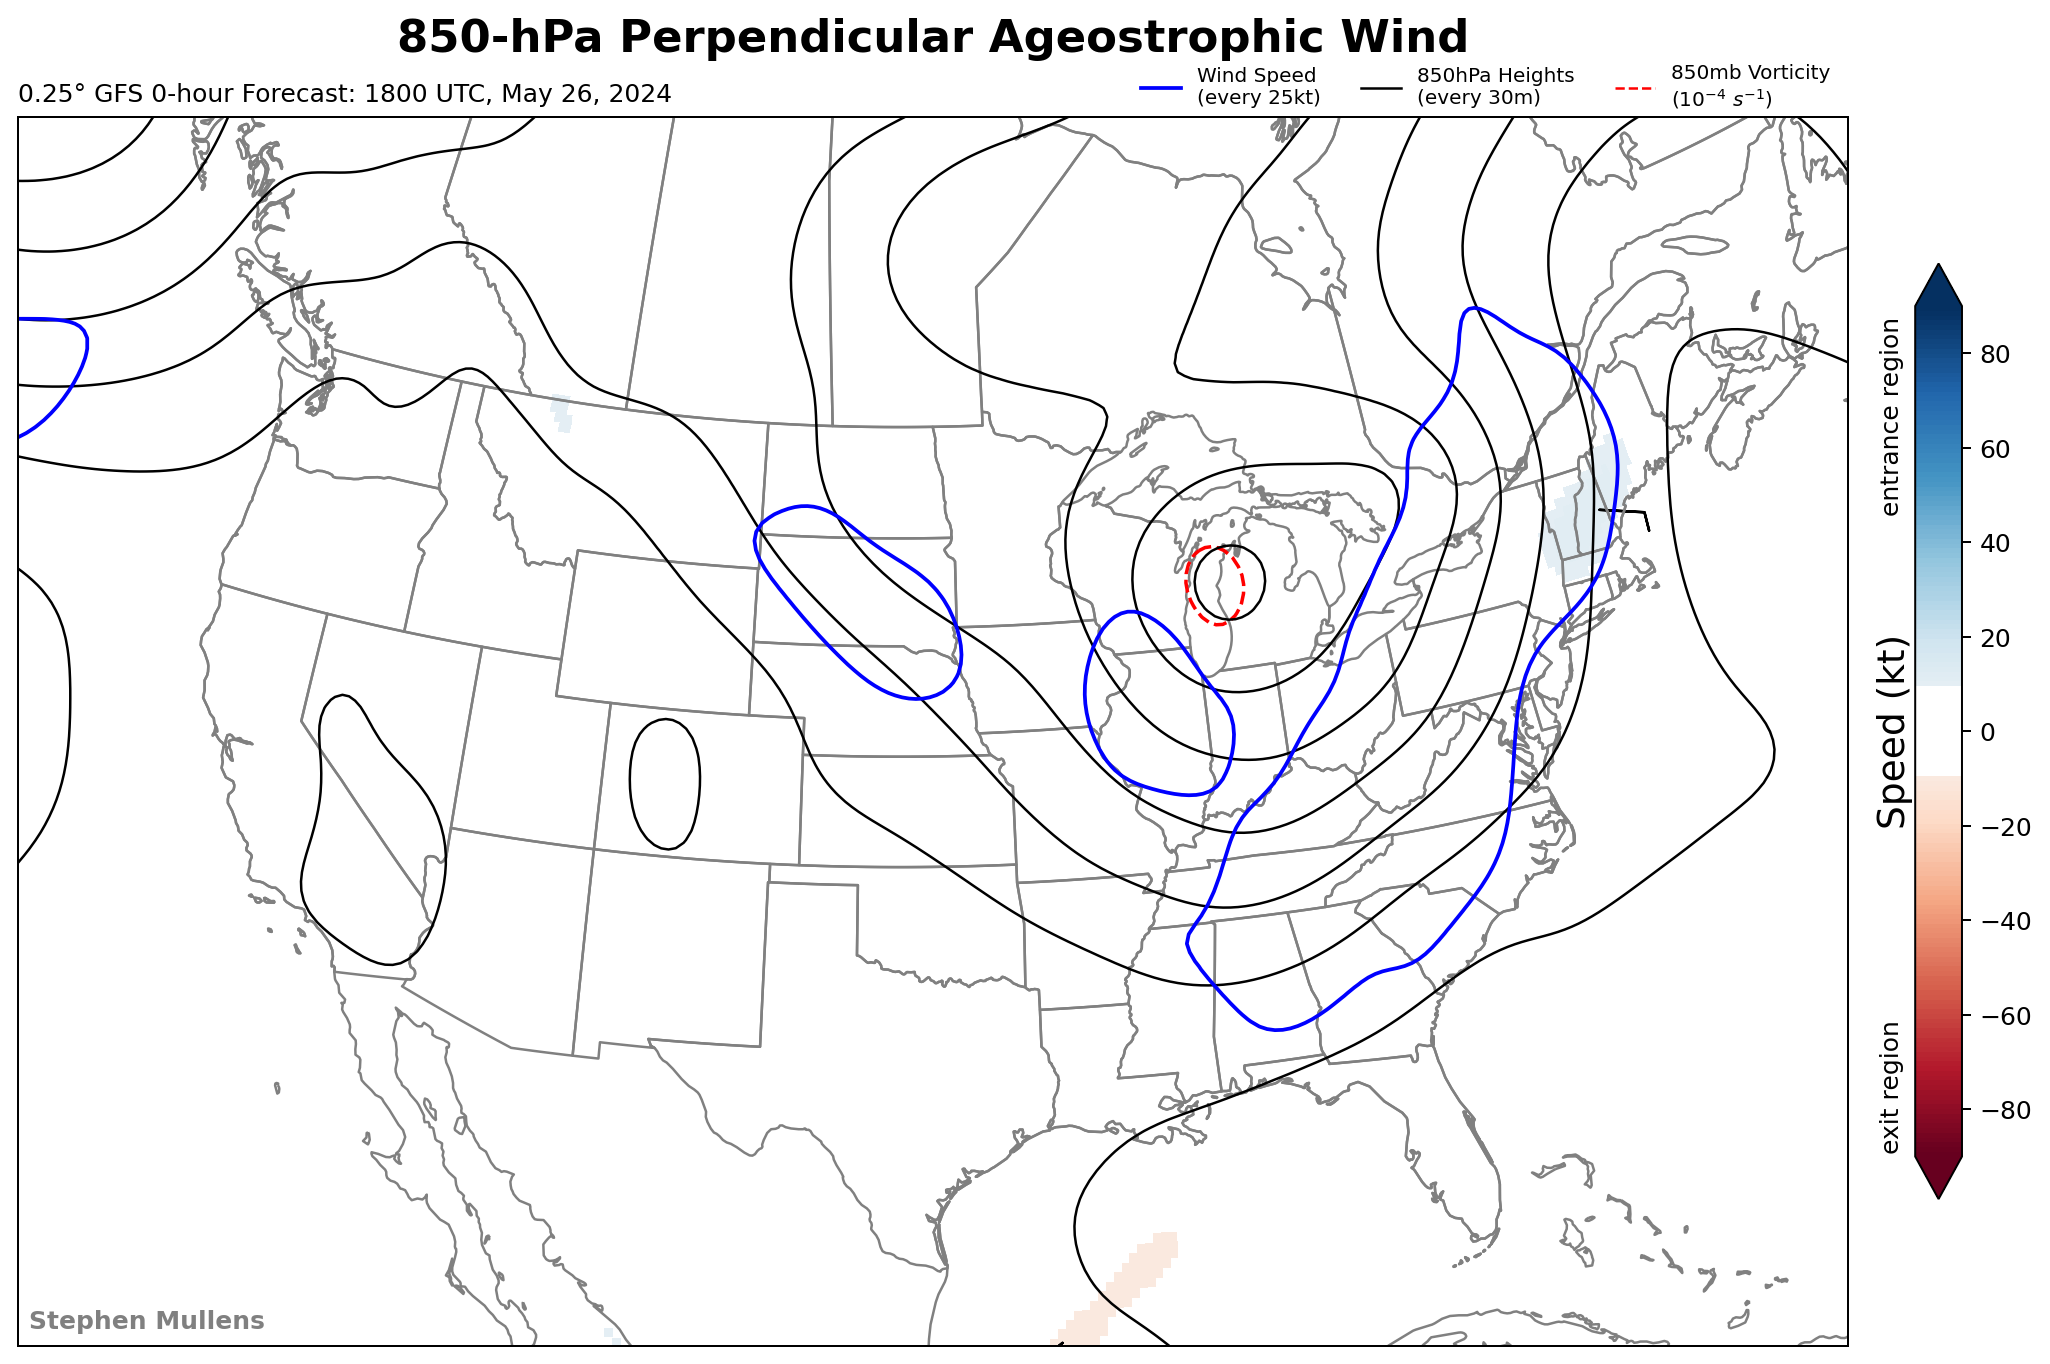 850-hPa Perpendicular Ageostrophic Wind
0.25° GFS 0-hour Forecast: 1800 UTC, May 26, 2024
Wind Speed
(every 25kt)
850hPa Heights
(every 30m)
850mb Vorticity
(10⁻⁴ s⁻¹)
entrance region
Speed (kt)
exit region
80
60
40
20
0
−20
−40
−60
−80
Stephen Mullens